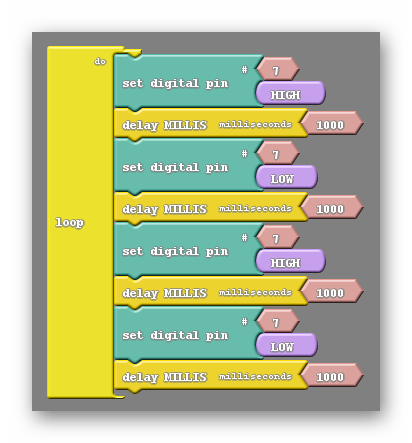 do
# 7
set digital pin
HIGH
delay MILLIS milliseconds 1000
# 7
set digital pin
LOW
delay MILLIS milliseconds 1000
loop
# 7
set digital pin
HIGH
delay MILLIS milliseconds 1000
# 7
set digital pin
LOW
delay MILLIS milliseconds 1000